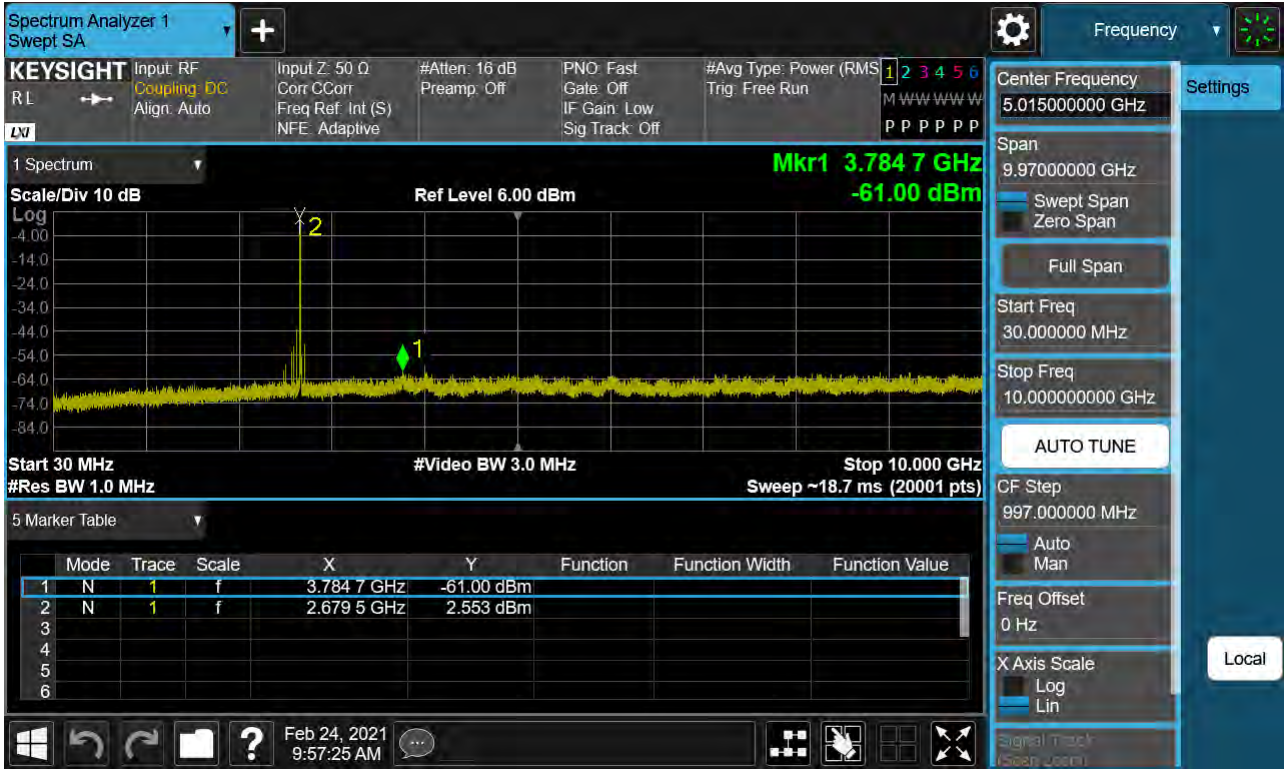 Spectrum Analyzer 1
Swept SA
+
Frequency
KEYSIGHT
RL
LXI
Input: RF
Coupling: DC
Align: Auto
Input Z: 50 Ω
Corr CCorr
Freq Ref: Int (S)
NFE: Adaptive
#Atten: 16 dB
Preamp: Off
PNO: Fast
Gate: Off
IF Gain: Low
Sig Track: Off
#Avg Type: Power (RMS
Trig: Free Run
1 2 3 4 5 6
M W W W W W
P P P P P P
Center Frequency
5.015000000 GHz
Settings
Span
9.97000000 GHz
Swept Span
Zero Span
Full Span
Start Freq
30.000000 MHz
Stop Freq
10.000000000 GHz
AUTO TUNE
CF Step
997.000000 MHz
Auto
Man
Freq Offset
0 Hz
X Axis Scale
Log
Lin
Signal Track
(Span Zoom)
Local
1 Spectrum
Mkr1 3.784 7 GHz
-61.00 dBm
Scale/Div 10 dB
Ref Level 6.00 dBm
Log
-4.00
-14.0
-24.0
-34.0
-44.0
-54.0
-64.0
-74.0
-84.0
2
1
Start 30 MHz
#Video BW 3.0 MHz
Stop 10.000 GHz
#Res BW 1.0 MHz
Sweep ~18.7 ms (20001 pts)
5 Marker Table
Mode Trace Scale X Y Function Function Width Function Value
1 N 1 f 3.784 7 GHz -61.00 dBm
2 N 1 f 2.679 5 GHz 2.553 dBm
3
4
5
6
?
Feb 24, 2021
9:57:25 AM